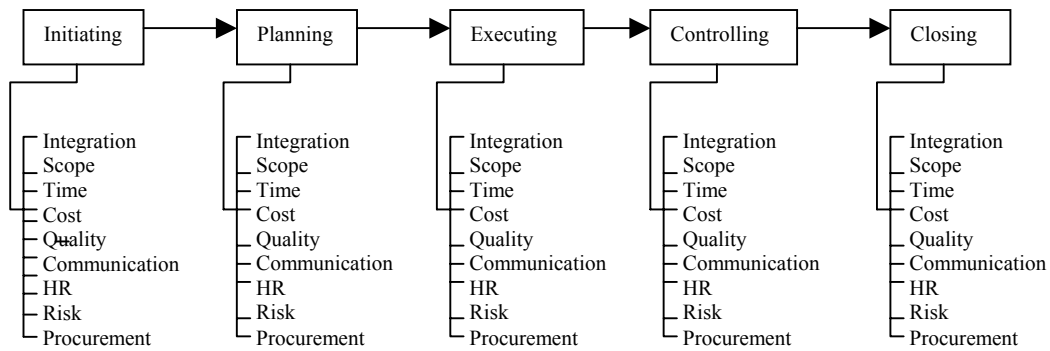 Initiating
Planning
Executing
Controlling
Closing
Integration
Scope
Time
Cost
Quality
Communication
HR
Risk
Procurement
Integration
Scope
Time
Cost
Quality
Communication
HR
Risk
Procurement
Integration
Scope
Time
Cost
Quality
Communication
HR
Risk
Procurement
Integration
Scope
Time
Cost
Quality
Communication
HR
Risk
Procurement
Integration
Scope
Time
Cost
Quality
Communication
HR
Risk
Procurement